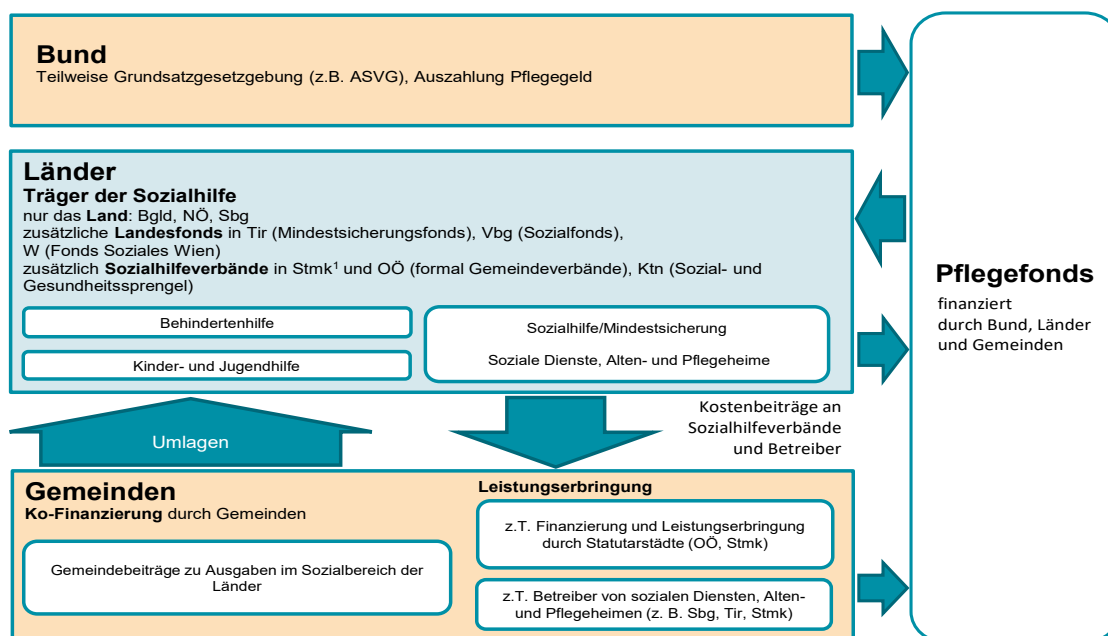 Bund
Teilweise Grundsatzgesetzgebung (z.B. ASVG), Auszahlung Pflegegeld
Länder
Träger der Sozialhilfe
nur das Land: Bgld, NÖ, Sbg
zusätzliche Landesfonds in Tir (Mindestsicherungsfonds), Vbg (Sozialfonds),
W (Fonds Soziales Wien)
zusätzlich Sozialhilfeverbände in Stmk¹ und OÖ (formal Gemeindeverbände), Ktn (Sozial- und
Gesundheitssprengel)
Behindertenhilfe
Kinder- und Jugendhilfe
Sozialhilfe/Mindestsicherung
Soziale Dienste, Alten- und Pflegeheime
Pflegefonds
finanziert
durch Bund, Länder
und Gemeinden
Umlagen
Kostenbeiträge an
Sozialhilfeverbände
und Betreiber
Gemeinden
Ko-Finanzierung durch Gemeinden
Gemeindebeiträge zu Ausgaben im Sozialbereich der
Länder
Leistungserbringung
z.T. Finanzierung und Leistungserbringung
durch Statutarstädte (OÖ, Stmk)
z.T. Betreiber von sozialen Diensten, Alten-
und Pflegeheimen (z. B. Sbg, Tir, Stmk)